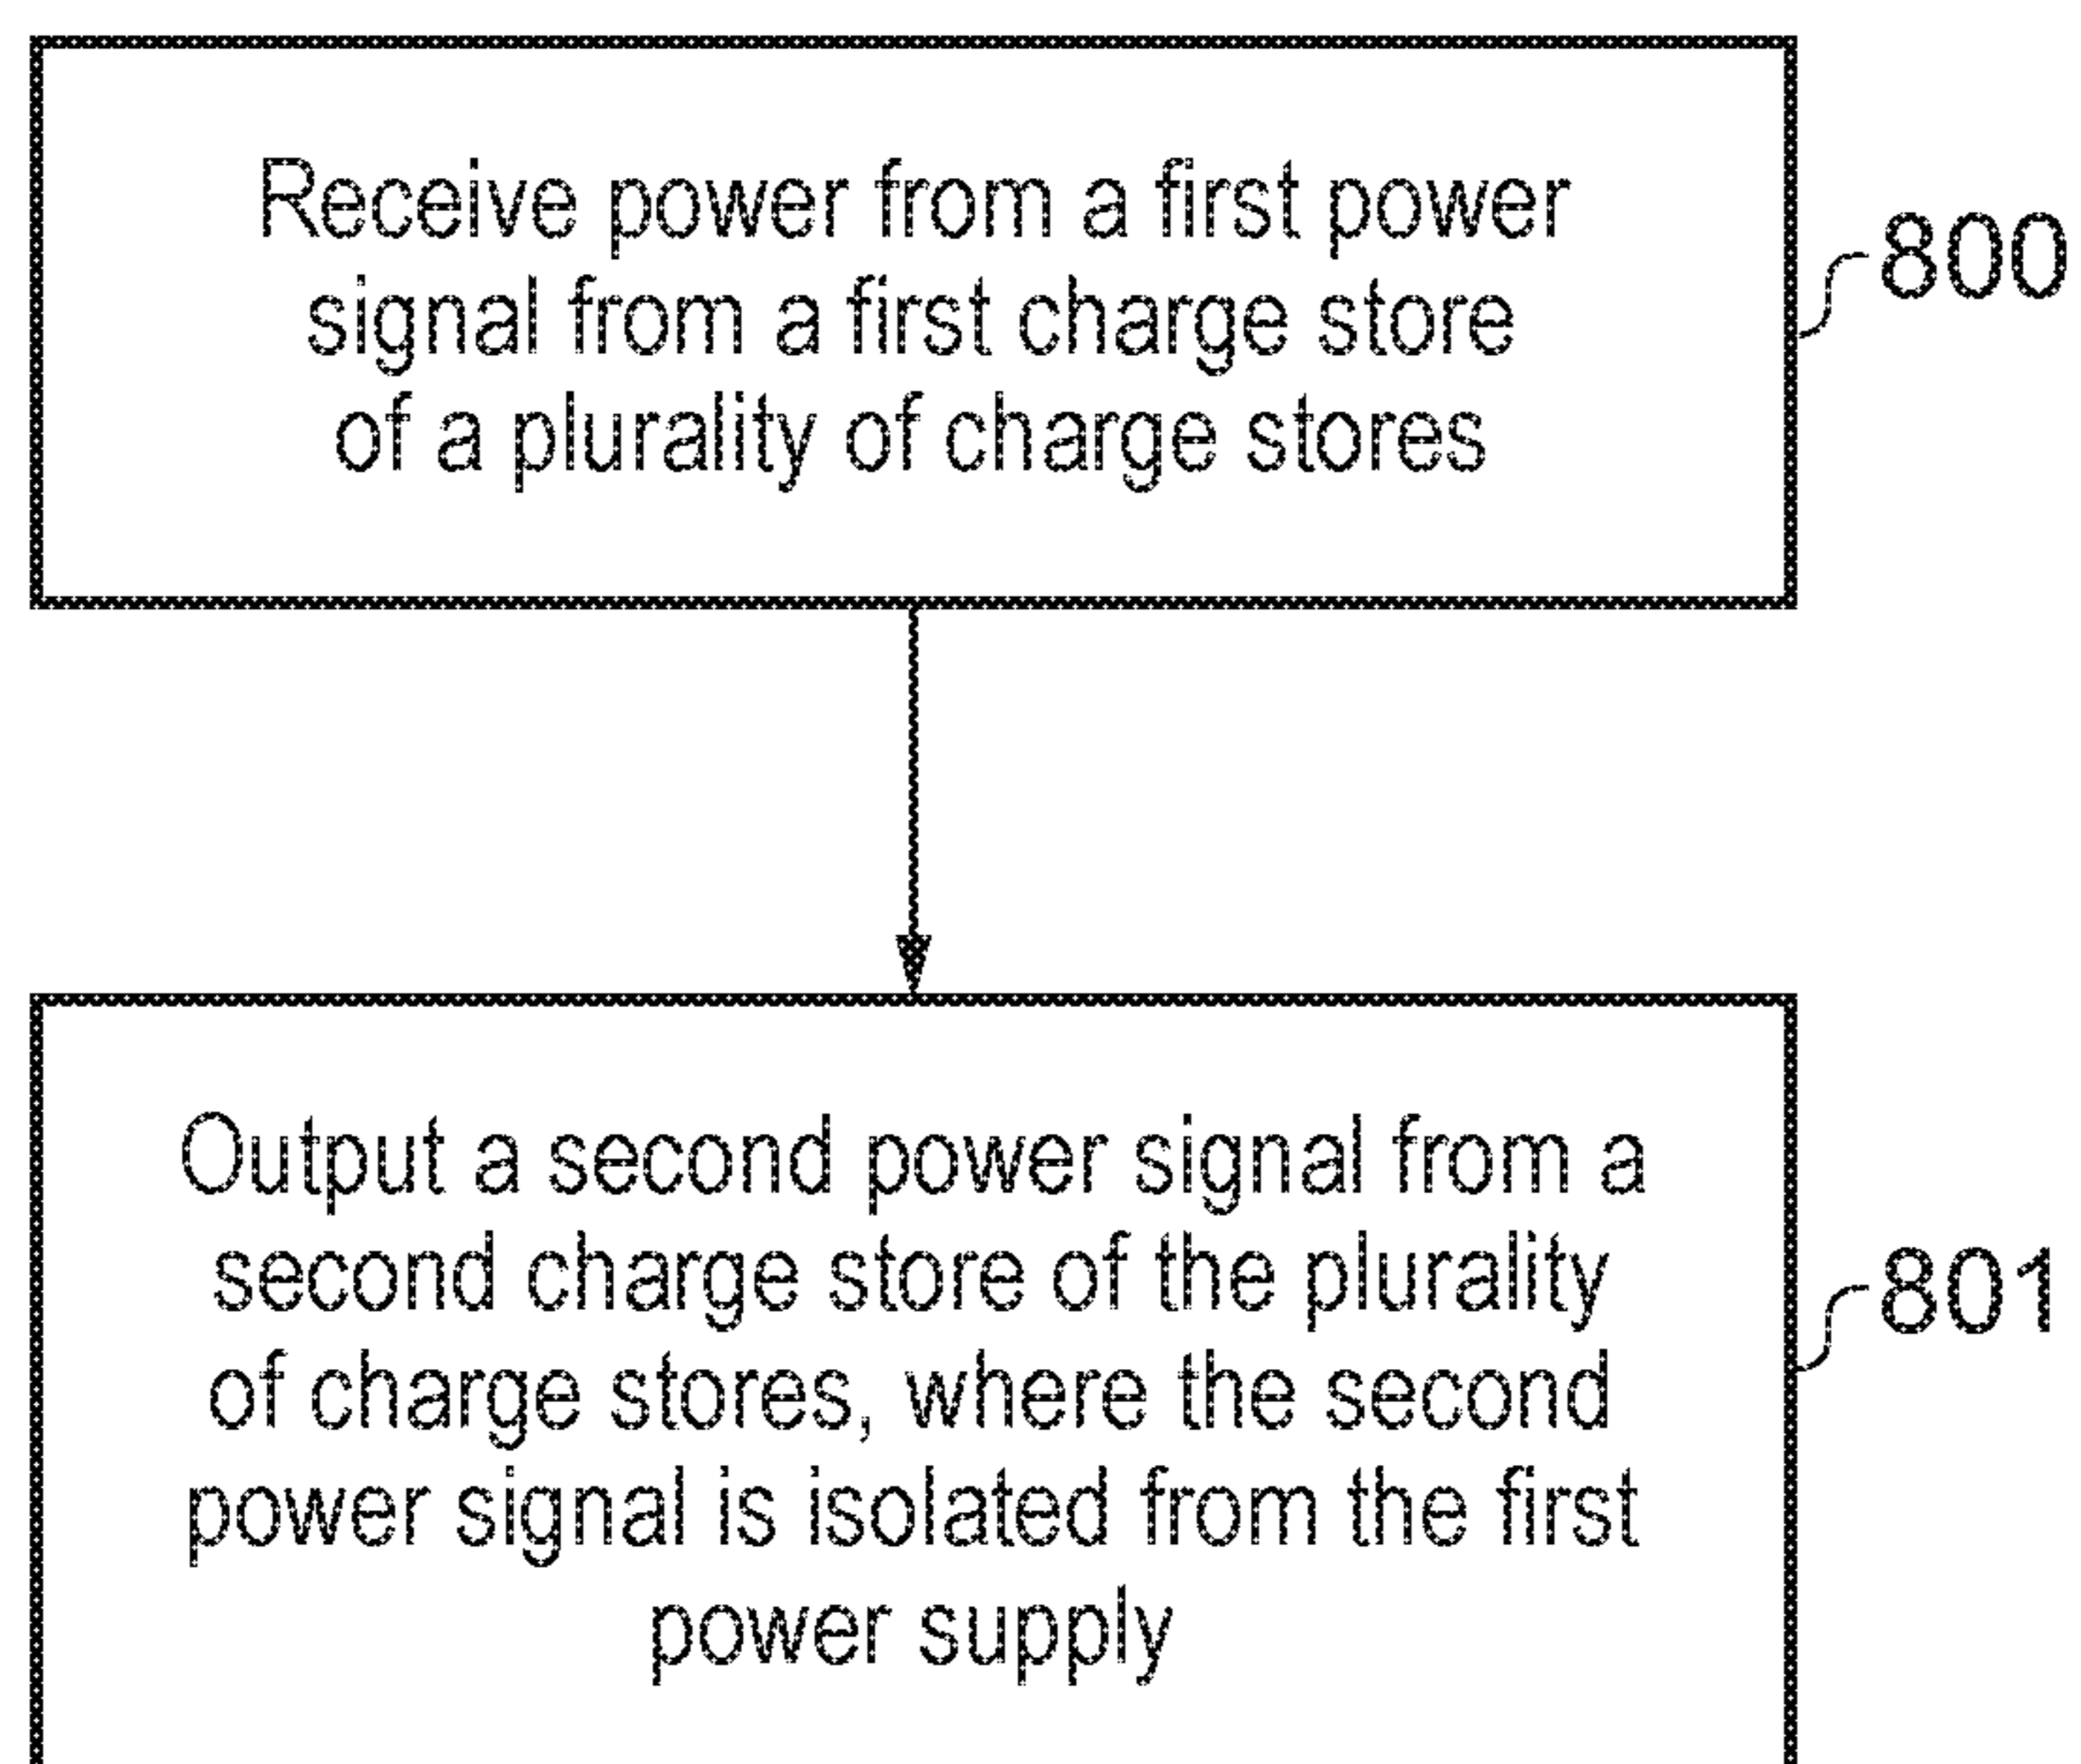 Receive power from a first power
signal from a first charge store
of a plurality of charge stores
800
Output a second power signal from a
second charge store of the plurality
of charge stores, where the second
power signal is isolated from the first
power supply
801